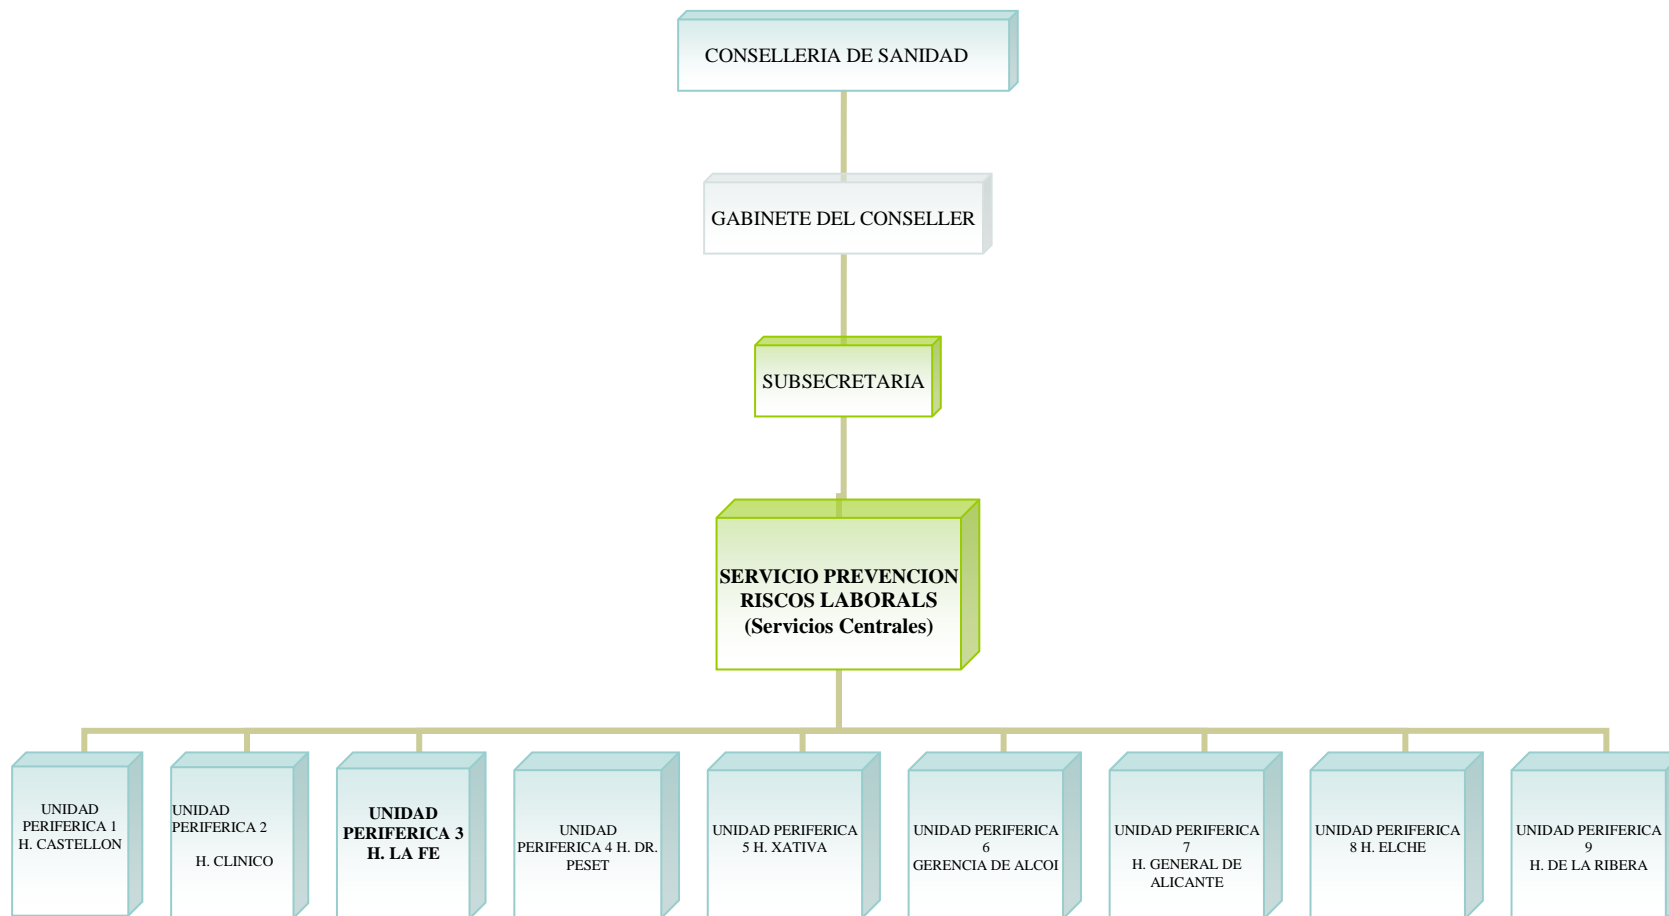 CONSELLERIA DE SANIDAD
GABINETE DEL CONSELLER
SUBSECRETARIA
SERVICIO PREVENCION
RISCOS LABORALS
(Servicios Centrales)
UNIDAD
PERIFERICA 1
H. CASTELLON
UNIDAD
PERIFERICA 2
H. CLINICO
UNIDAD
PERIFERICA 3
H. LA FE
UNIDAD
PERIFERICA 4 H. DR.
PESET
UNIDAD PERIFERICA
5 H. XATIVA
UNIDAD PERIFERICA
6
GERENCIA DE ALCOI
UNIDAD PERIFERICA
7
H. GENERAL DE
ALICANTE
UNIDAD PERIFERICA
8 H. ELCHE
UNIDAD PERIFERICA
9
H. DE LA RIBERA